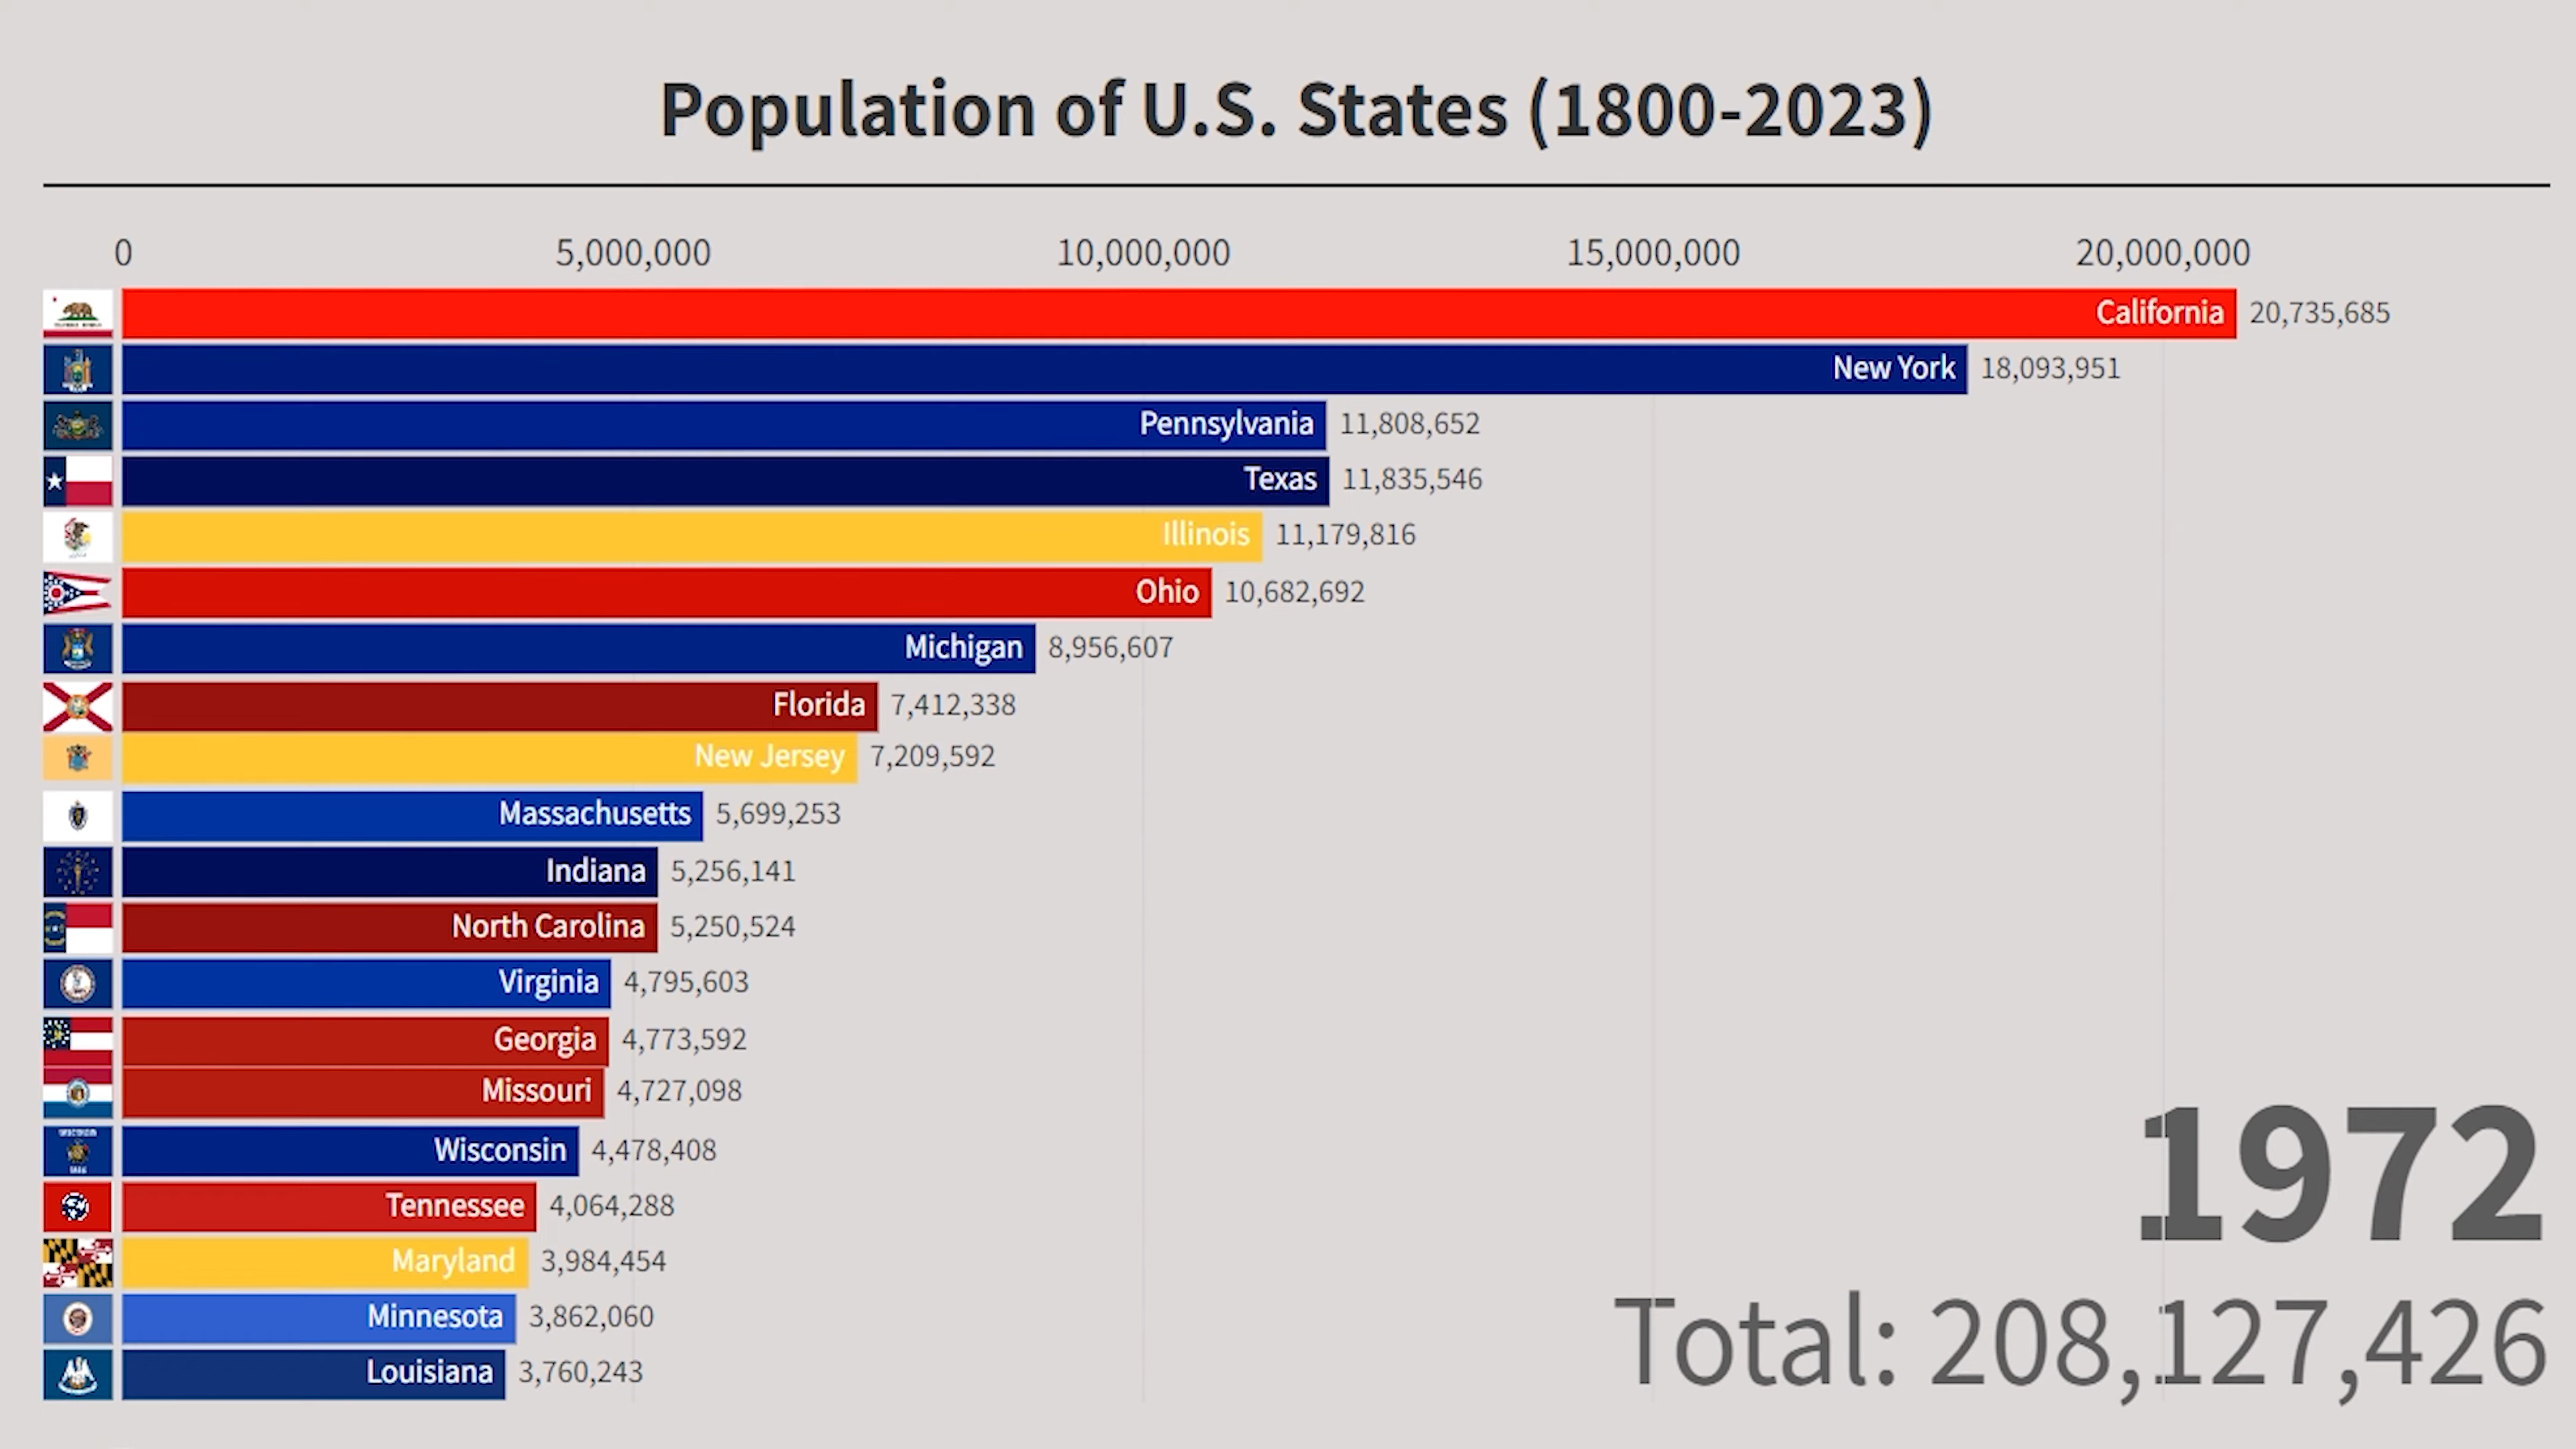 Population of U.S. States (1800-2023)
0 5,000,000 10,000,000 15,000,000 20,000,000
California 20,735,685
New York 18,093,951
Pennsylvania 11,808,652
Texas 11,835,546
Illinois 11,179,816
Ohio 10,682,692
Michigan 8,956,607
Florida 7,412,338
New Jersey 7,209,592
Massachusetts 5,699,253
Indiana 5,256,141
North Carolina 5,250,524
Virginia 4,795,603
Georgia 4,773,592
Missouri 4,727,098
WISCONSIN
Wisconsin 4,478,408
1848
Tennessee 4,064,288
Maryland 3,984,454
Minnesota 3,862,060
Louisiana 3,760,243
1972
Total: 208,127,426